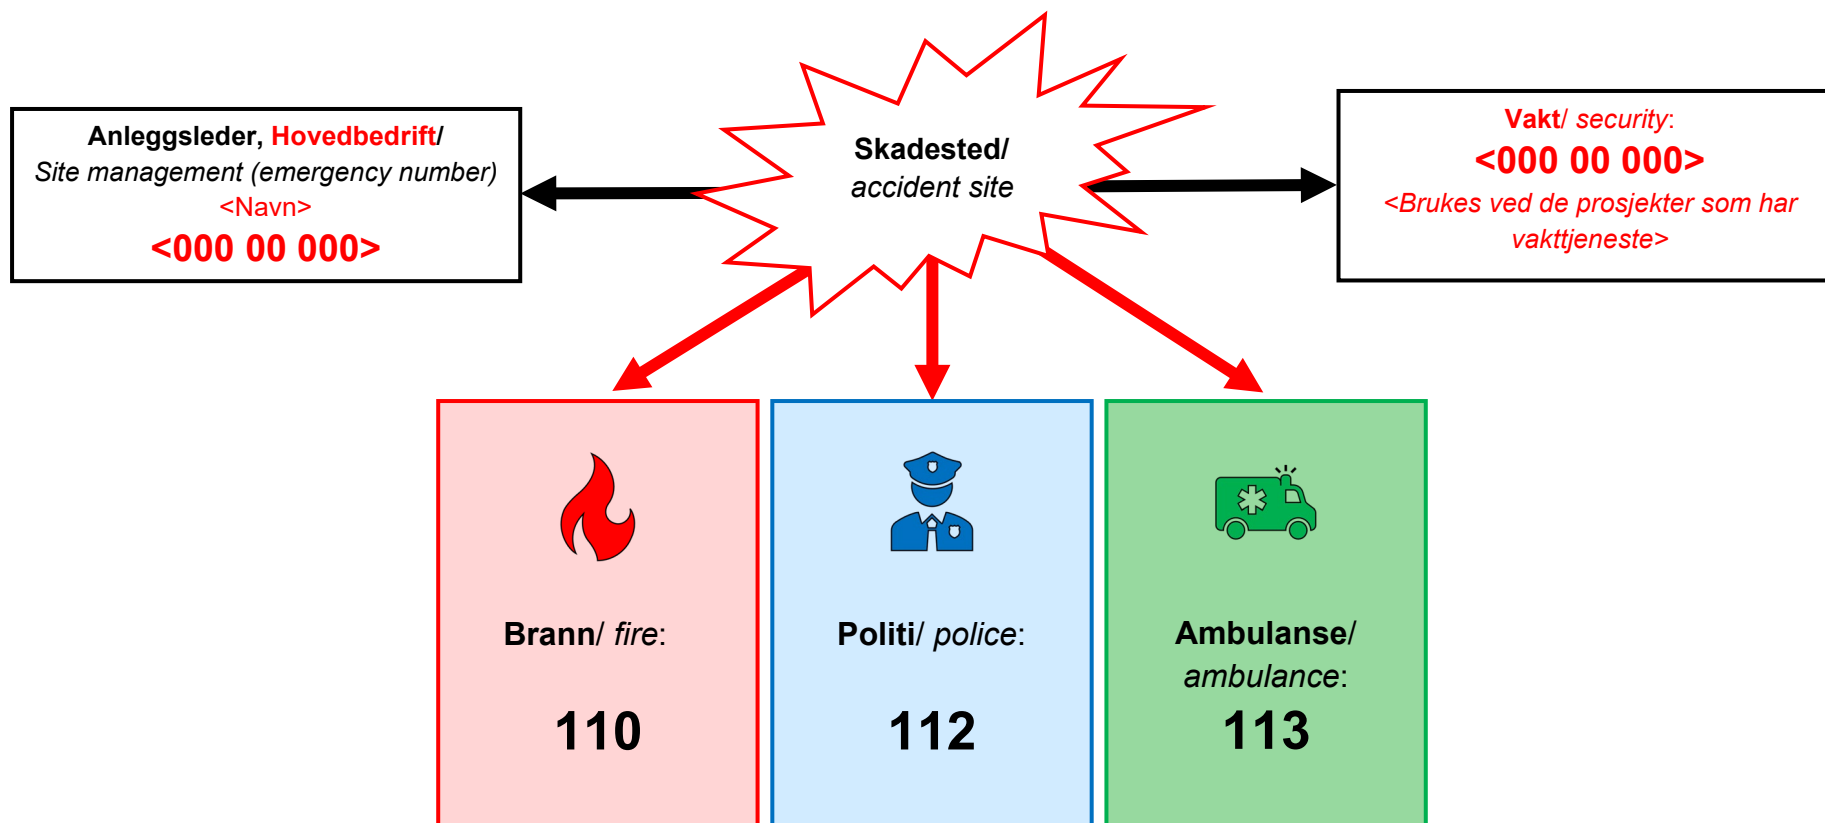 Anleggsleder, Hovedbedrift/
Site management (emergency number)
<Navn>
<000 00 000>
Skadested/
accident site
Vakt/ security:
<000 00 000>
<Brukes ved de prosjekter som har
vakttjeneste>
Brann/ fire:
110
Politi/ police:
112
Ambulanse/
ambulance:
113